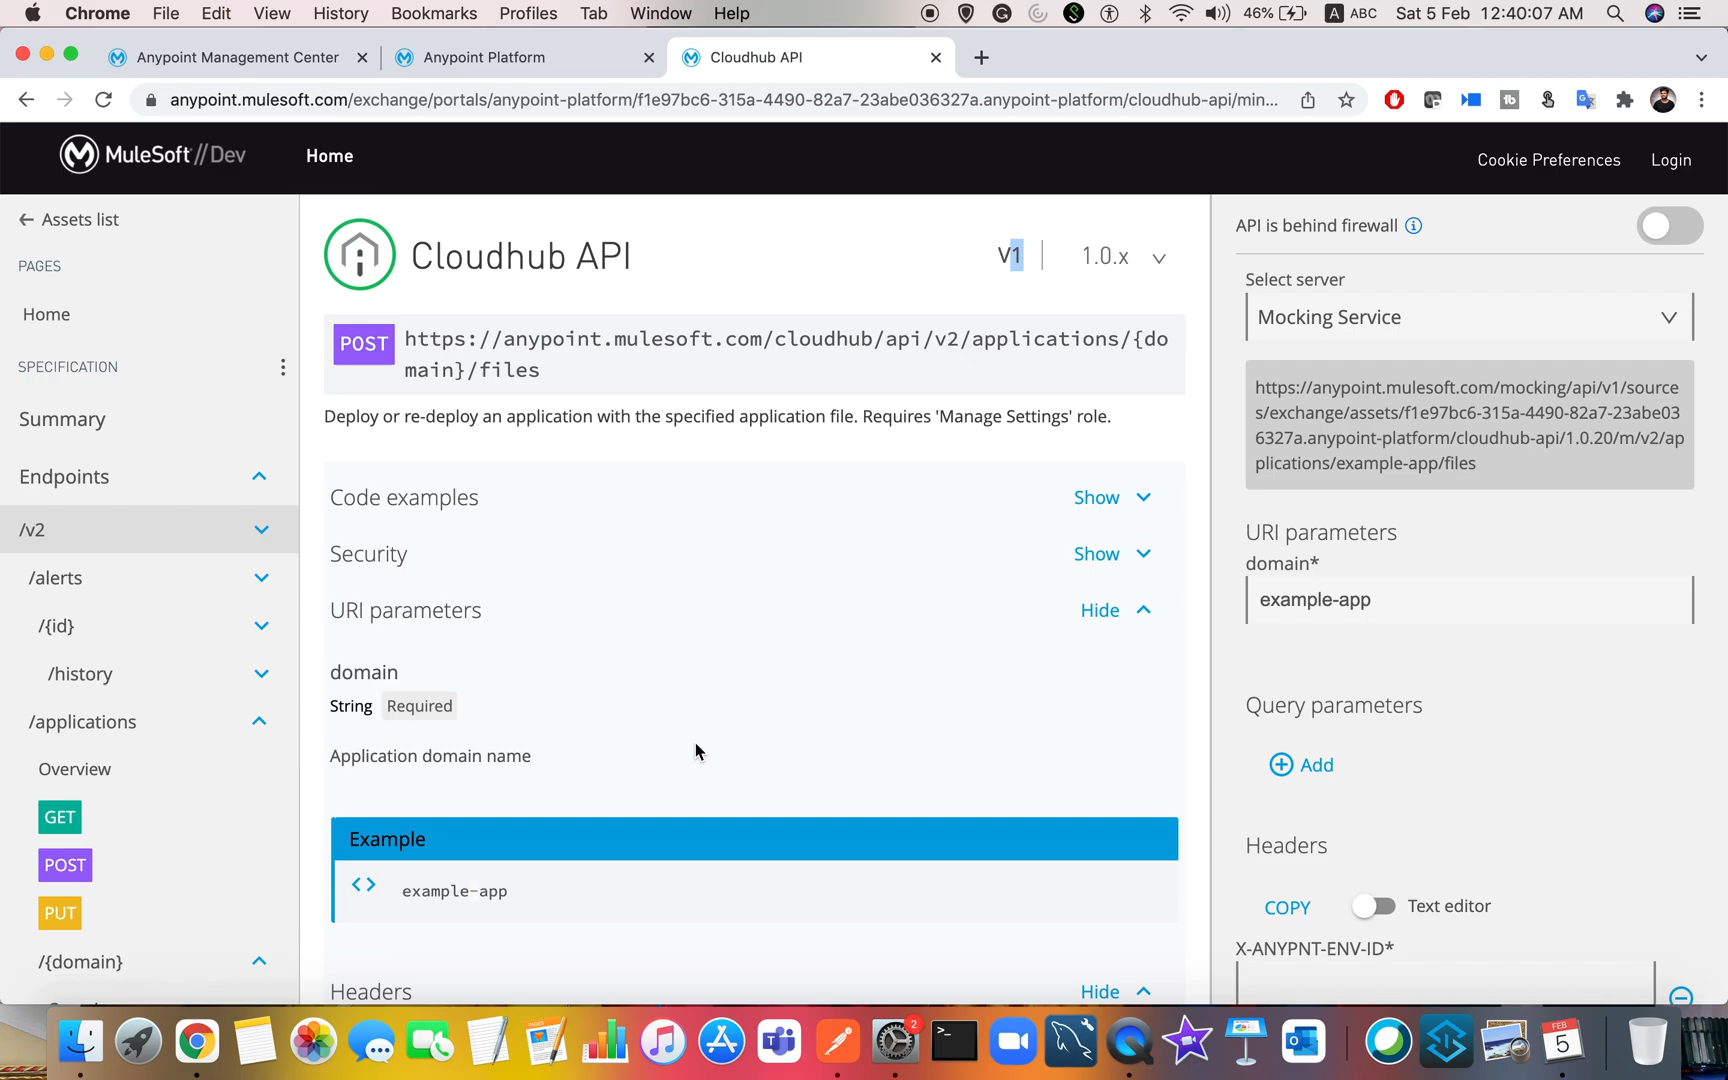 Chrome File Edit View History Bookmarks Profiles Tab Window Help 46% A ABC Sat 5 Feb 12:40:07 AM
Anypoint Management Center Anypoint Platform Cloudhub API
anypoint.mulesoft.com/exchange/portals/anypoint-platform/f1e97bc6-315a-4490-82a7-23abe036327a.anypoint-platform/cloudhub-api/min...
MuleSoft//Dev Home Cookie Preferences Login
Assets list
PAGES
Home
SPECIFICATION
Summary
Endpoints
/v2
/alerts
/{id}
/history
/applications
Overview
GET
POST
PUT
/{domain}
Cloudhub API V1 1.0.x
POST https://anypoint.mulesoft.com/cloudhub/api/v2/applications/{do
main}/files
Deploy or re-deploy an application with the specified application file. Requires 'Manage Settings' role.
Code examples Show
Security Show
URI parameters Hide
domain
String Required
Application domain name
Example
example-app
Headers Hide
API is behind firewall
Select server
Mocking Service
https://anypoint.mulesoft.com/mocking/api/v1/source
s/exchange/assets/f1e97bc6-315a-4490-82a7-23abe03
6327a.anypoint-platform/cloudhub-api/1.0.20/m/v2/ap
plications/example-app/files
URI parameters
domain*
example-app
Query parameters
Add
Headers
COPY Text editor
X-ANYPNT-ENV-ID*
2
FEB
5